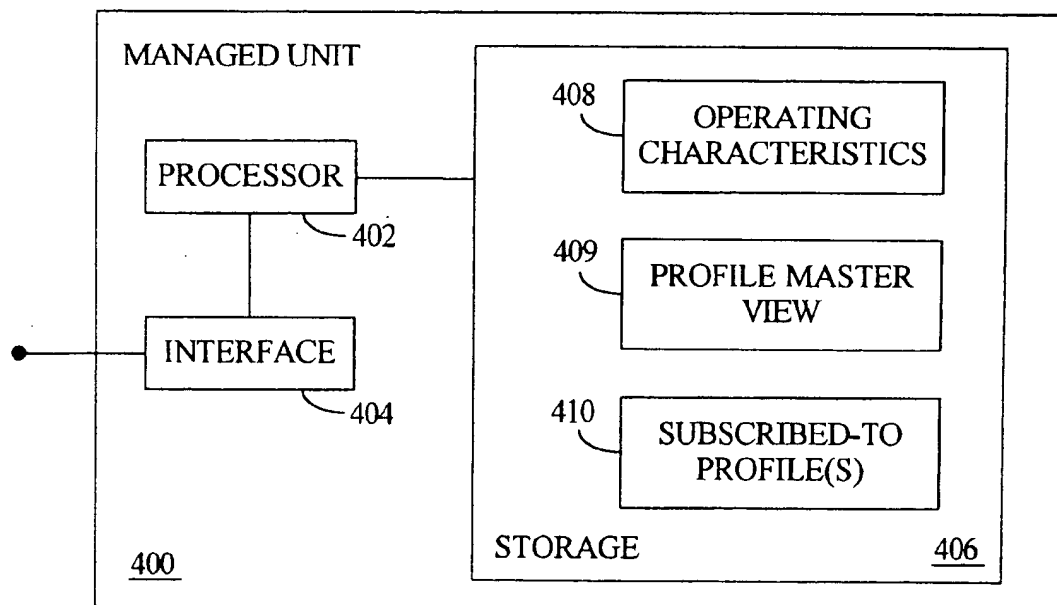 MANAGED UNIT
PROCESSOR
402
INTERFACE
404
400
408
OPERATING
CHARACTERISTICS
409
PROFILE MASTER
VIEW
410
SUBSCRIBED-TO
PROFILE(S)
STORAGE
406